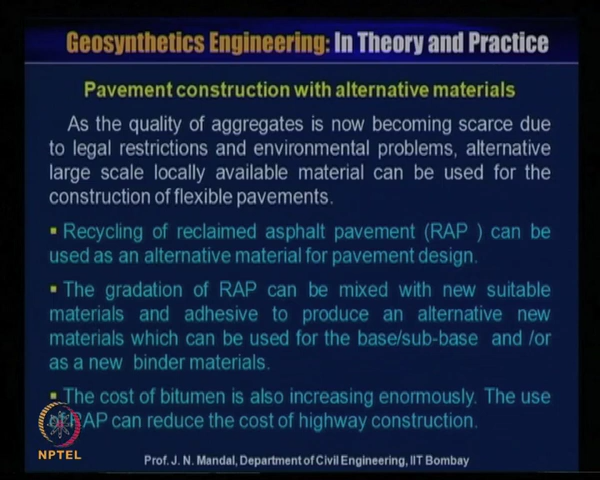 Geosynthetics Engineering: In Theory and Practice
Pavement construction with alternative materials
As the quality of aggregates is now becoming scarce due
to legal restrictions and environmental problems, alternative
large scale locally available material can be used for the
construction of flexible pavements.
▪ Recycling of reclaimed asphalt pavement (RAP ) can be
used as an alternative material for pavement design.
▪ The gradation of RAP can be mixed with new suitable
materials and adhesive to produce an alternative new
materials which can be used for the base/sub-base and /or
as a new binder materials.
▪ The cost of bitumen is also increasing enormously. The use
of RAP can reduce the cost of highway construction.
NPTEL
Prof. J. N. Mandal, Department of Civil Engineering, IIT Bombay